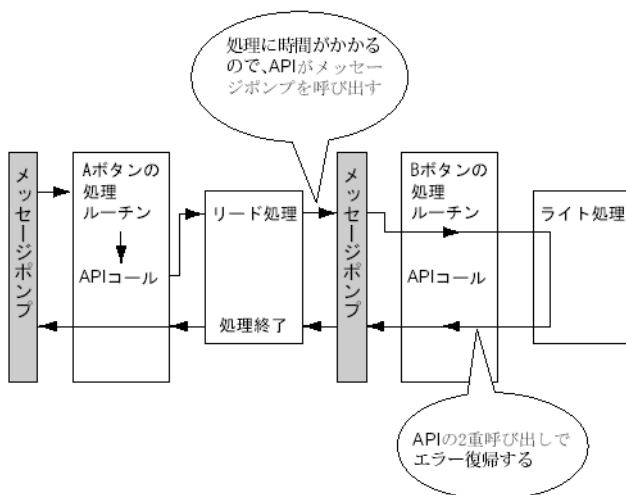 処理に時間がかかる
ので、APIがメッセー
ジポンプを呼び出す
メッセージポンプ
Aボタンの
処理
ルーチン
APIコール
リード処理
処理終了
メッセージポンプ
Bボタンの
処理
ルーチン
APIコール
ライト処理
APIの2重呼び出しで
エラー復帰する